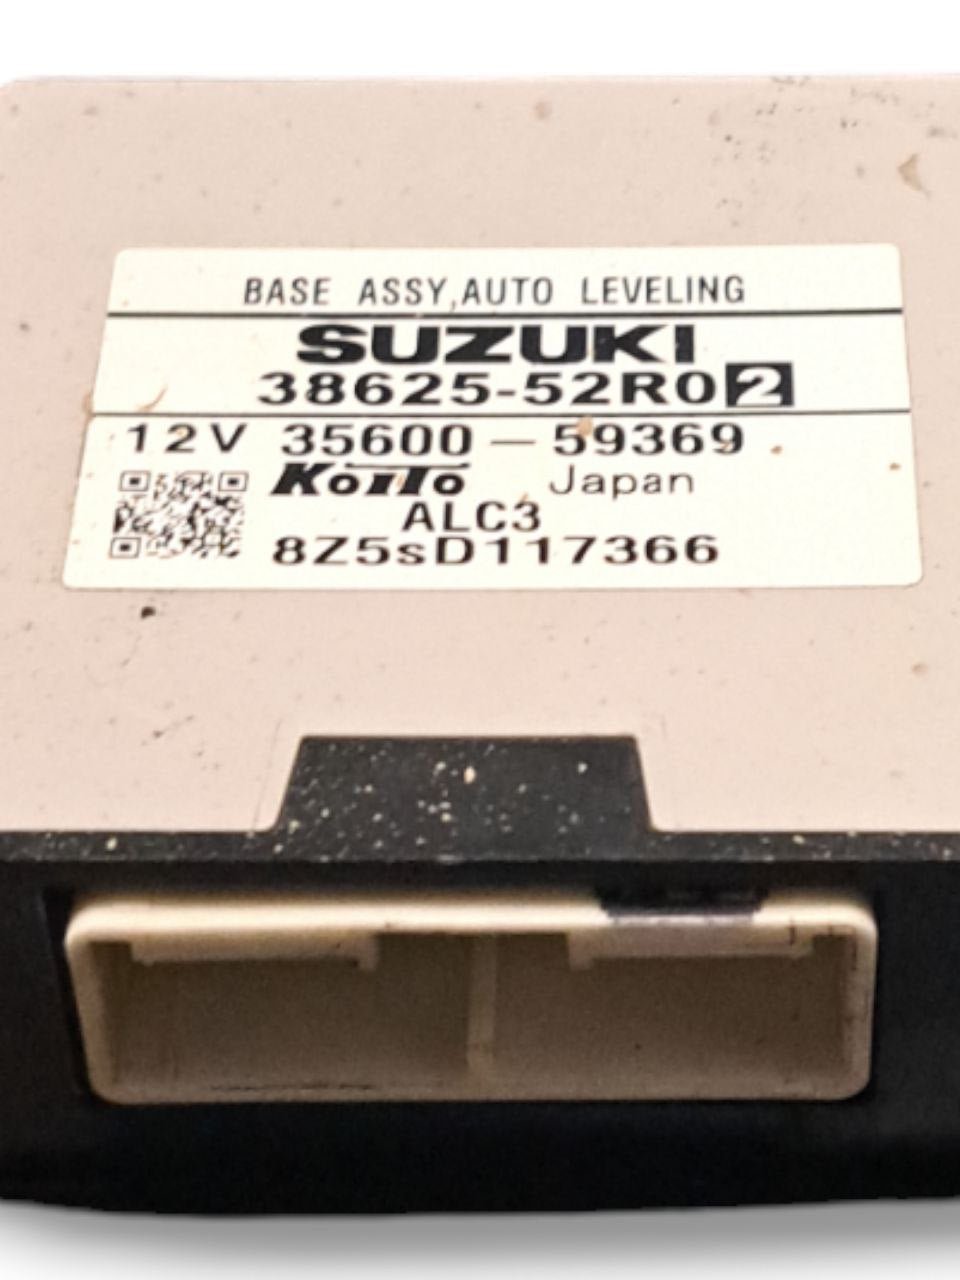 BASE ASSY,AUTO LEVELING
SUZUKI
38625-52R02
12V 35600-59369
KOITO Japan
ALC3
8Z5sD117366